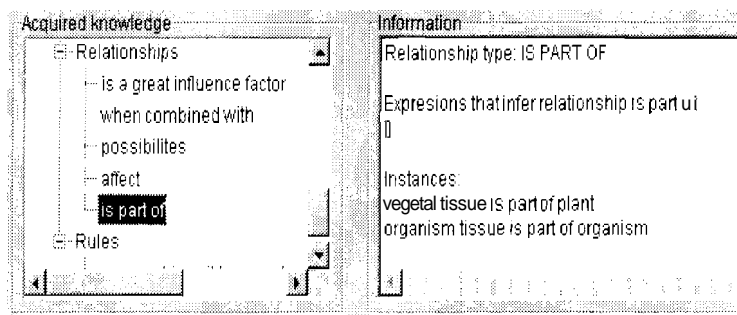 Acquired knowledge
Relationships
is a great influence factor
when combined with
possibilites
affect
is part of
Rules
Information
Relationship type: IS PART OF
Expresions that infer relationship is part
[]
Instances:
vegetal tissue is part of plant
organism tissue is part of organism